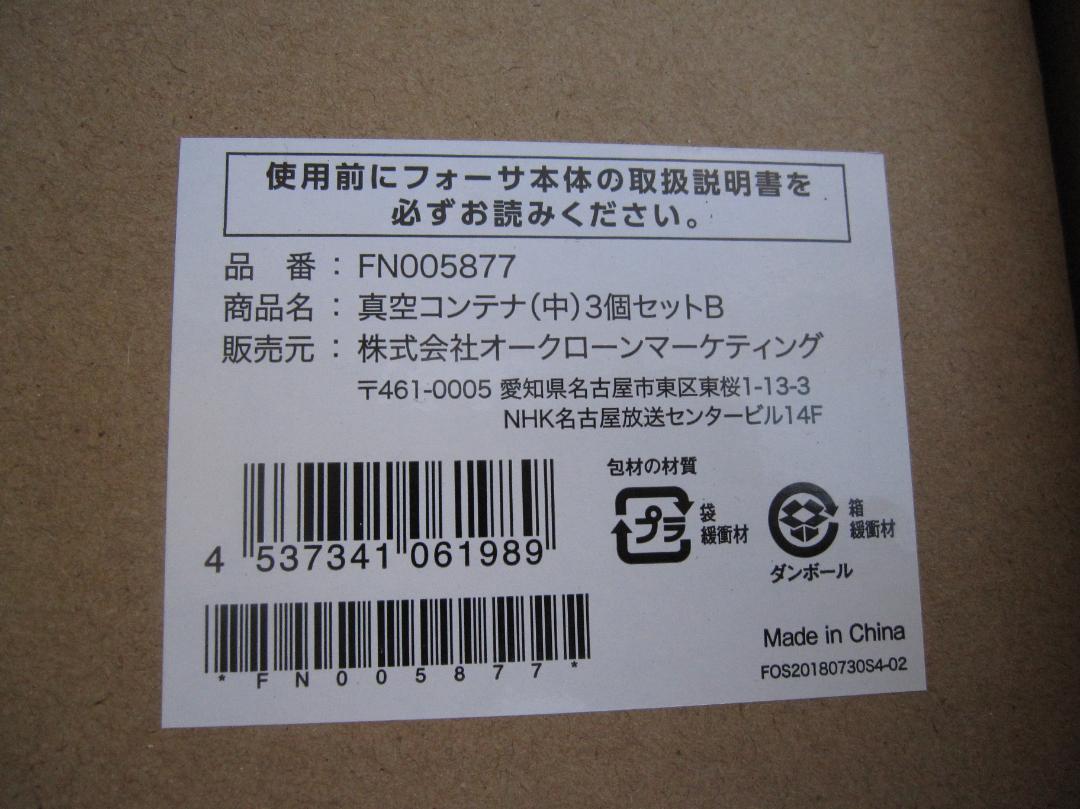 使用前にフォーサ本体の取扱説明書を
必ずお読みください。
品　番 : FN005877
商品名 : 真空コンテナ(中)3個セットB
販売元 : 株式会社オークローンマーケティング
〒461-0005 愛知県名古屋市東区東桜1-13-3
NHK名古屋放送センタービル14F
包材の材質
プラ
袋
緩衝材
箱
緩衝材
ダンボール
4 537341 061989
*FN005877*
Made in China
FOS20180730S4-02